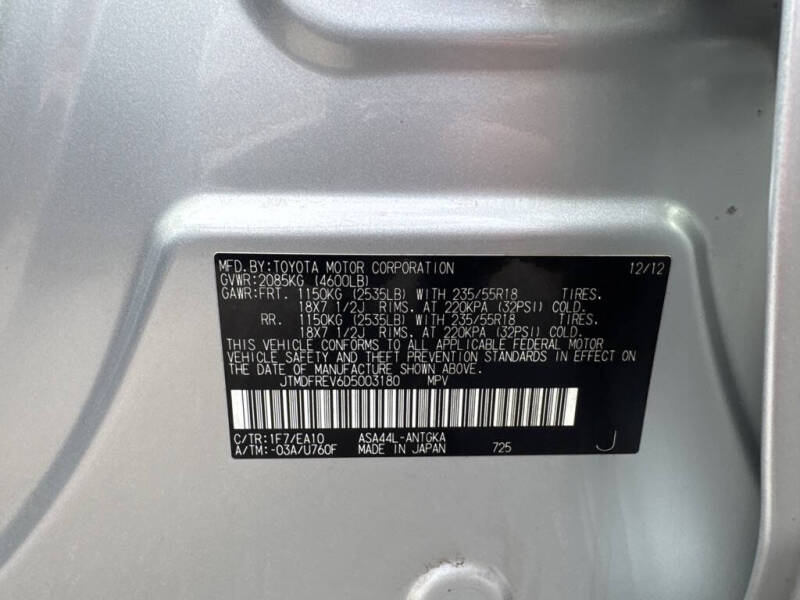 MFD.BY:TOYOTA MOTOR CORPORATION 12/12
GVWR:2085KG (4600LB)
GAWR:FRT. 1150KG (2535LB) WITH 235/55R18 TIRES.
18X7 1/2J RIMS. AT 220KPA (32PSI) COLD.
RR. 1150KG (2535LB) WITH 235/55R18 TIRES.
18X7 1/2J RIMS. AT 220KPA (32PSI) COLD.
THIS VEHICLE CONFORMS TO ALL APPLICABLE FEDERAL MOTOR
VEHICLE SAFETY AND THEFT PREVENTION STANDARDS IN EFFECT ON
THE DATE OF MANUFACTURE SHOWN ABOVE.
JTMDFREV6D5003180 MPV
C/TR:1F7/EA10 ASA44L-ANTGKA
A/TM:-03A/U760F MADE IN JAPAN 725 J